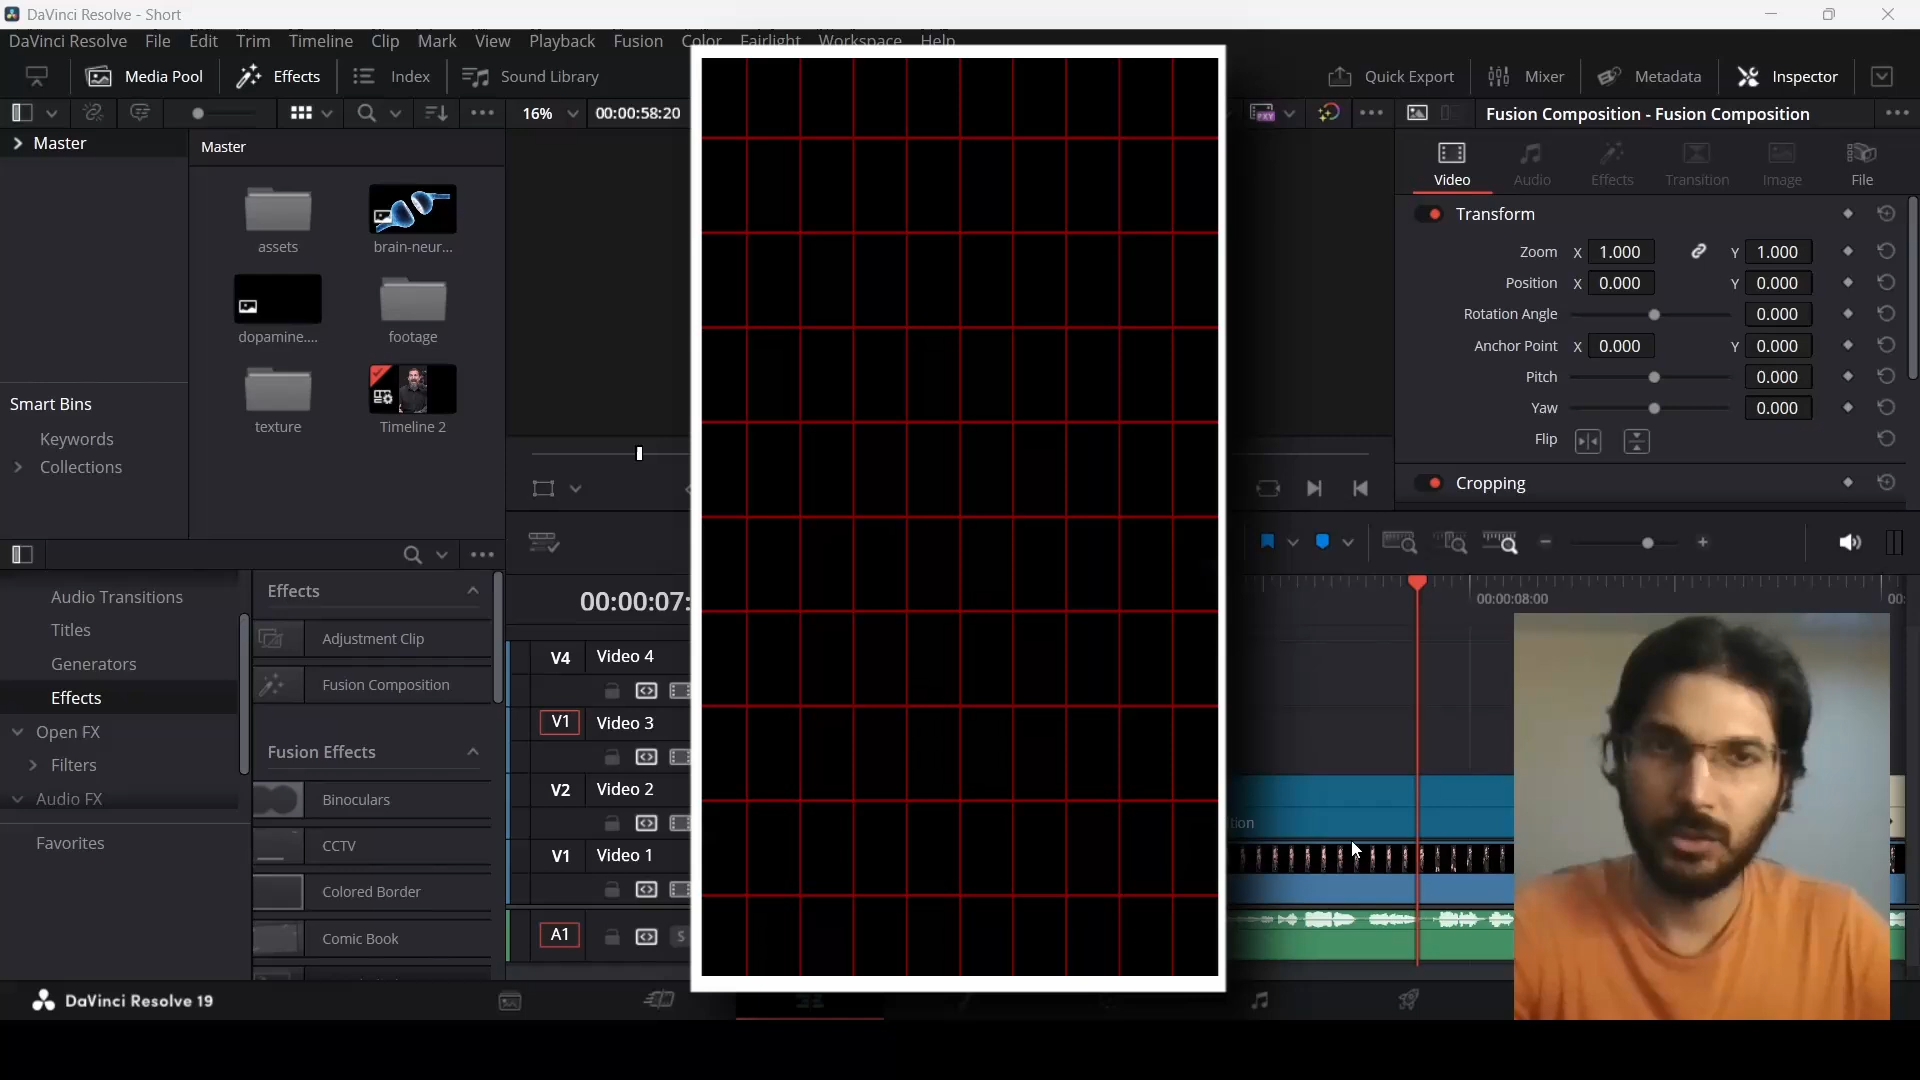 DaVinci Resolve - Short
DaVinci Resolve File Edit Trim Timeline Clip Mark View Playback Fusion Color Fairlight Workspace Help
Media Pool Effects Index Sound Library Quick Export Mixer Metadata Inspector
16% 00:00:58:20 Fusion Composition - Fusion Composition
Master
Master
assets
brain-neur...
dopamine....
footage
texture
Timeline 2
Smart Bins
Keywords
Collections
Video Audio Effects Transition Image File
Transform
Zoom X 1.000 Y 1.000
Position X 0.000 Y 0.000
Rotation Angle 0.000
Anchor Point X 0.000 Y 0.000
Pitch 0.000
Yaw 0.000
Flip
Cropping
Audio Transitions
Titles
Generators
Effects
Open FX
Filters
Audio FX
Favorites
Effects
Adjustment Clip
Fusion Composition
Fusion Effects
Binoculars
CCTV
Colored Border
Comic Book
00:00:07:
00:00:08:00 00:
V4 Video 4
V1 Video 3
V2 Video 2
tion
V1 Video 1
A1 S
DaVinci Resolve 19